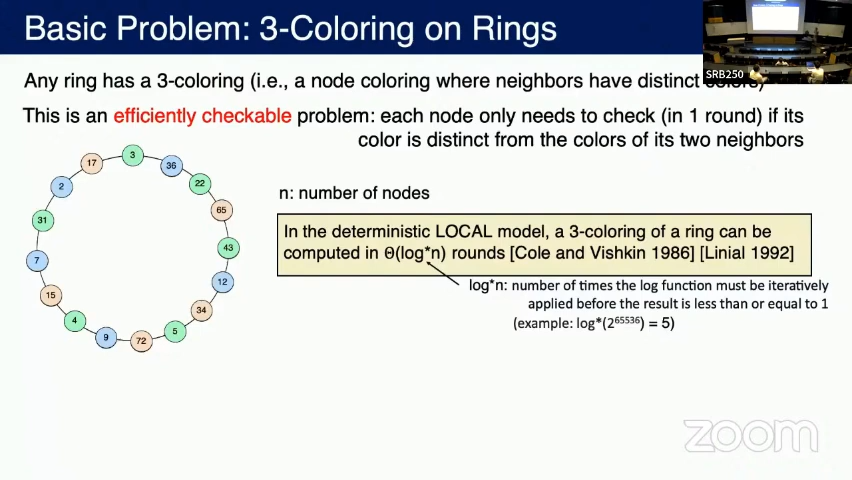 Basic Problem: 3-Coloring on Rings
SRB250
Any ring has a 3-coloring (i.e., a node coloring where neighbors have distinct colors)
This is an efficiently checkable problem: each node only needs to check (in 1 round) if its
color is distinct from the colors of its two neighbors
3
17
36
2
22
65
31
43
7
12
15
34
4
5
9
72
n: number of nodes
In the deterministic LOCAL model, a 3-coloring of a ring can be
computed in Θ(log*n) rounds [Cole and Vishkin 1986] [Linial 1992]
log*n: number of times the log function must be iteratively
applied before the result is less than or equal to 1
(example: log*(2⁶⁵⁵³⁶) = 5)
zoom